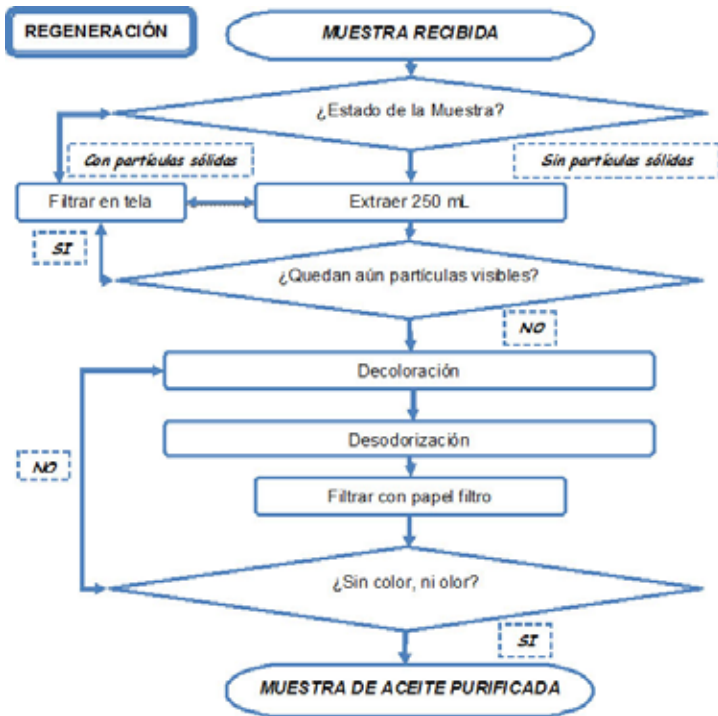 REGENERACIÓN
MUESTRA RECIBIDA
¿Estado de la Muestra?
Con partículas sólidas
Sin partículas sólidas
Filtrar en tela
Extraer 250 mL
SI
¿Quedan aún partículas visibles?
NO
Decoloración
Desodorización
NO
Filtrar con papel filtro
¿Sin color, ni olor?
SI
MUESTRA DE ACEITE PURIFICADA